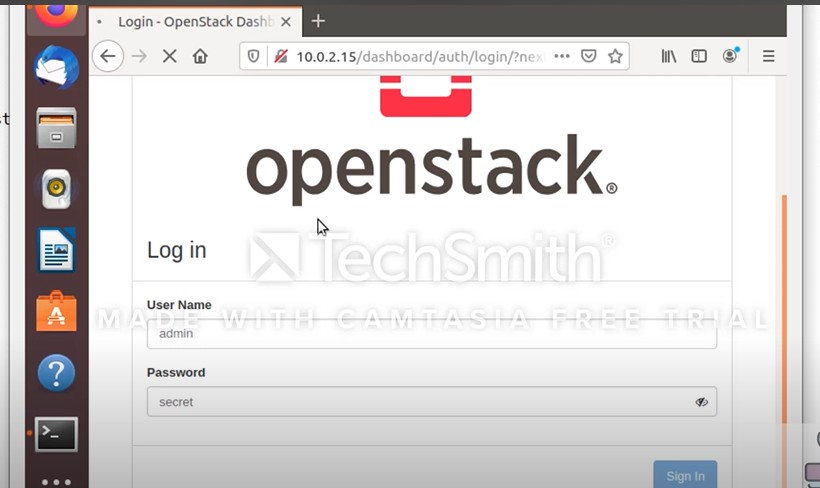 Login - OpenStack Dashb
10.0.2.15/dashboard/auth/login/?nex
st
openstack.®
Log in
TechSmith®
User Name
MADE WITH CAMTASIA FREE TRIAL
admin
Password
secret
Sign In